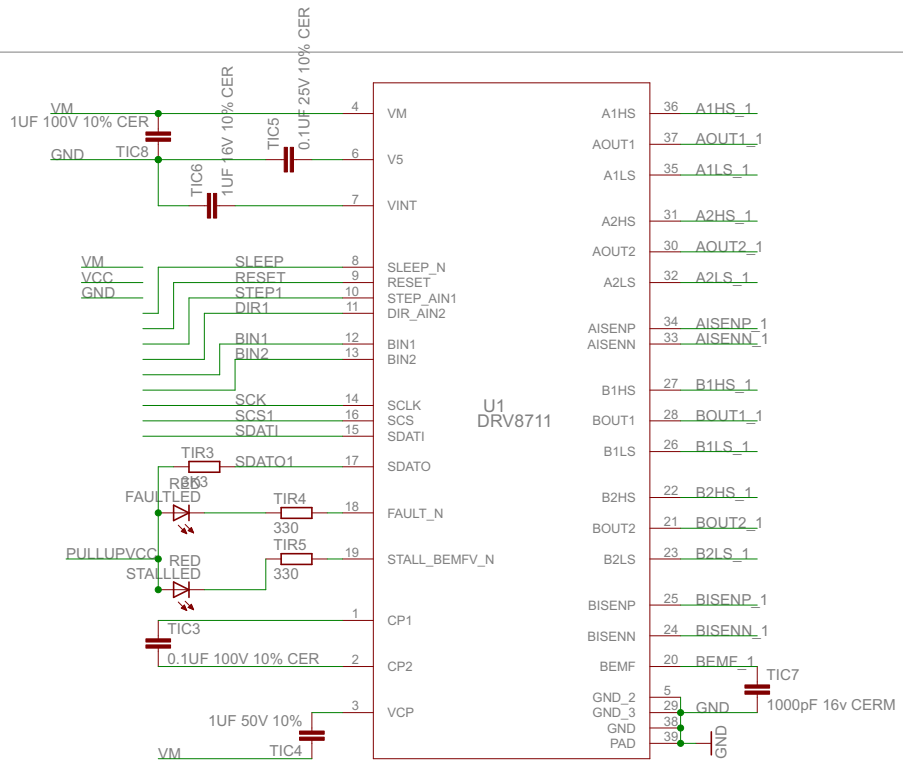 VM
1UF 100V 10% CER
GND
TIC8
TIC6
1UF 16V 10% CER
TIC5
0.1UF 25V 10% CER
4 VM
6 V5
7 VINT
VM
VCC
GND
SLEEP 8 SLEEP_N
RESET 9 RESET
STEP1 10 STEP_AIN1
DIR1 11 DIR_AIN2
BIN1 12 BIN1
BIN2 13 BIN2
SCK 14 SCLK
SCS1 16 SCS
SDATI 15 SDATI
TIR3
3K3
SDATO1 17 SDATO
RED
FAULTLED
TIR4
330
18 FAULT_N
PULLUPVCC
RED
STALLLED
TIR5
330
19 STALL_BEMFV_N
1 CP1
TIC3
0.1UF 100V 10% CER
2 CP2
3 VCP
1UF 50V 10%
TIC4
VM
U1
DRV8711
A1HS 36 A1HS_1
AOUT1 37 AOUT1_1
A1LS 35 A1LS_1
A2HS 31 A2HS_1
AOUT2 30 AOUT2_1
A2LS 32 A2LS_1
AISENP 34 AISENP_1
AISENN 33 AISENN_1
B1HS 27 B1HS_1
BOUT1 28 BOUT1_1
B1LS 26 B1LS_1
B2HS 22 B2HS_1
BOUT2 21 BOUT2_1
B2LS 23 B2LS_1
BISENP 25 BISENP_1
BISENN 24 BISENN_1
BEMF 20 BEMF_1
TIC7
1000pF 16v CERM
GND_2 5
GND_3 29 GND
GND 38
PAD 39
GND